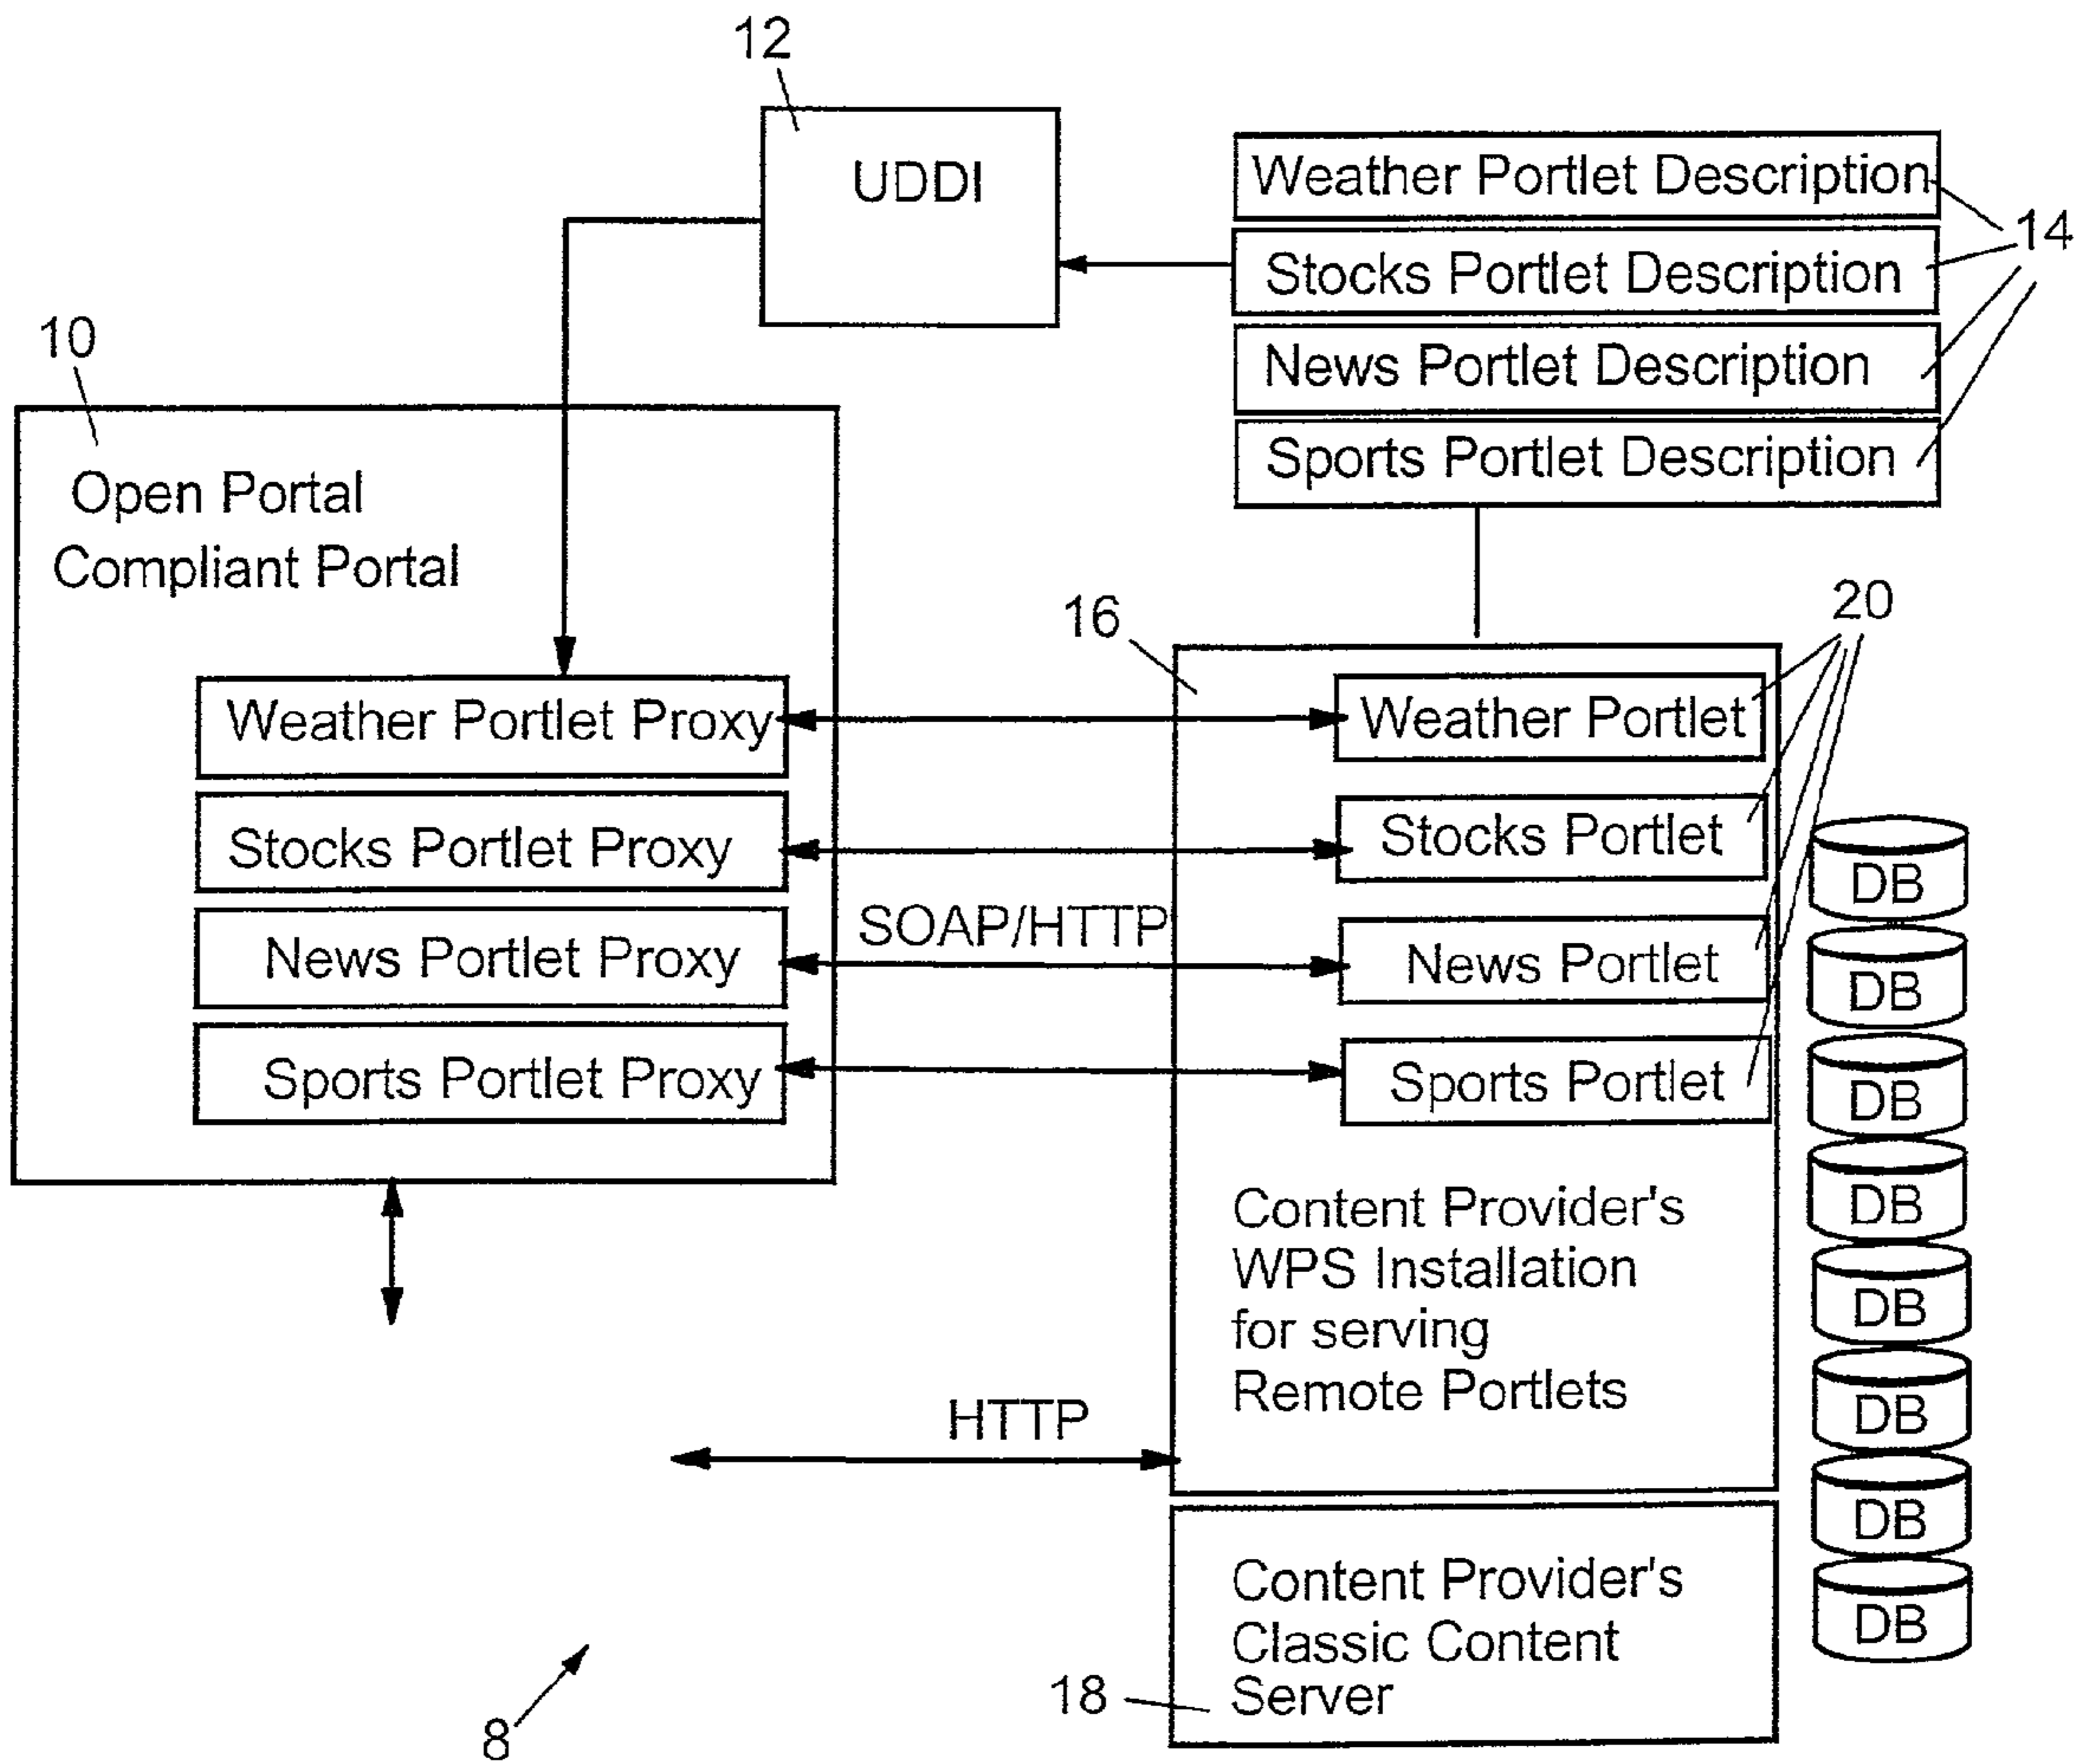 12
UDDI
Weather Portlet Description
Stocks Portlet Description
News Portlet Description
Sports Portlet Description
14
10
Open Portal
Compliant Portal
Weather Portlet Proxy
Stocks Portlet Proxy
News Portlet Proxy
Sports Portlet Proxy
SOAP/HTTP
16
20
Weather Portlet
Stocks Portlet
News Portlet
Sports Portlet
Content Provider's
WPS Installation
for serving
Remote Portlets
HTTP
Content Provider's
Classic Content
Server
18
8
DB
DB
DB
DB
DB
DB
DB
DB